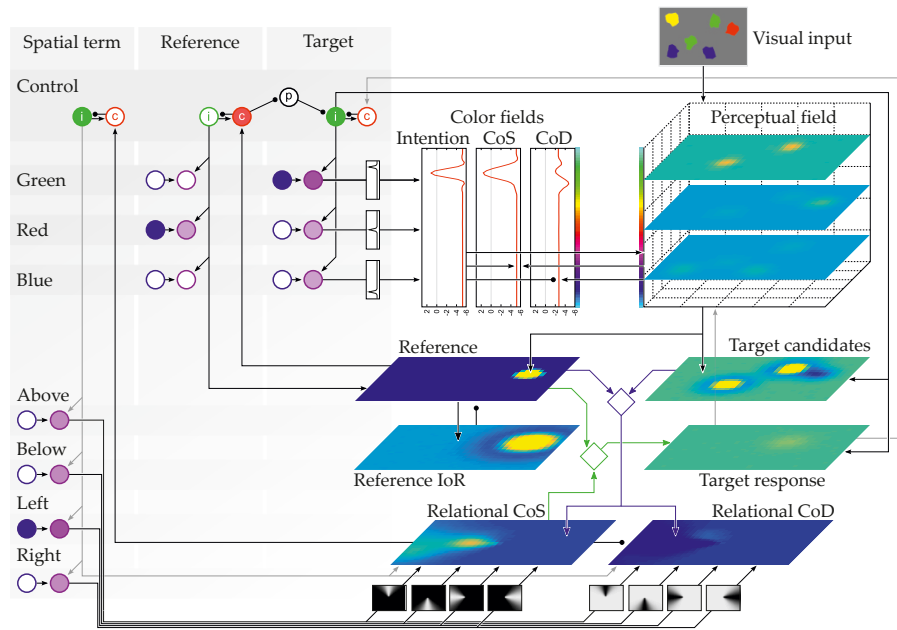 Spatial term
Reference
Target
Visual input
Control
i
c
i
c
p
i
c
Color fields
Intention
CoS
CoD
Perceptual field
Green
Red
Blue
2 0 -2 -4 -6
2 0 -2 -4 -6
2 0 -2 -4 -6
Reference
Target candidates
Above
Below
Reference IoR
Target response
Left
Relational CoS
Relational CoD
Right